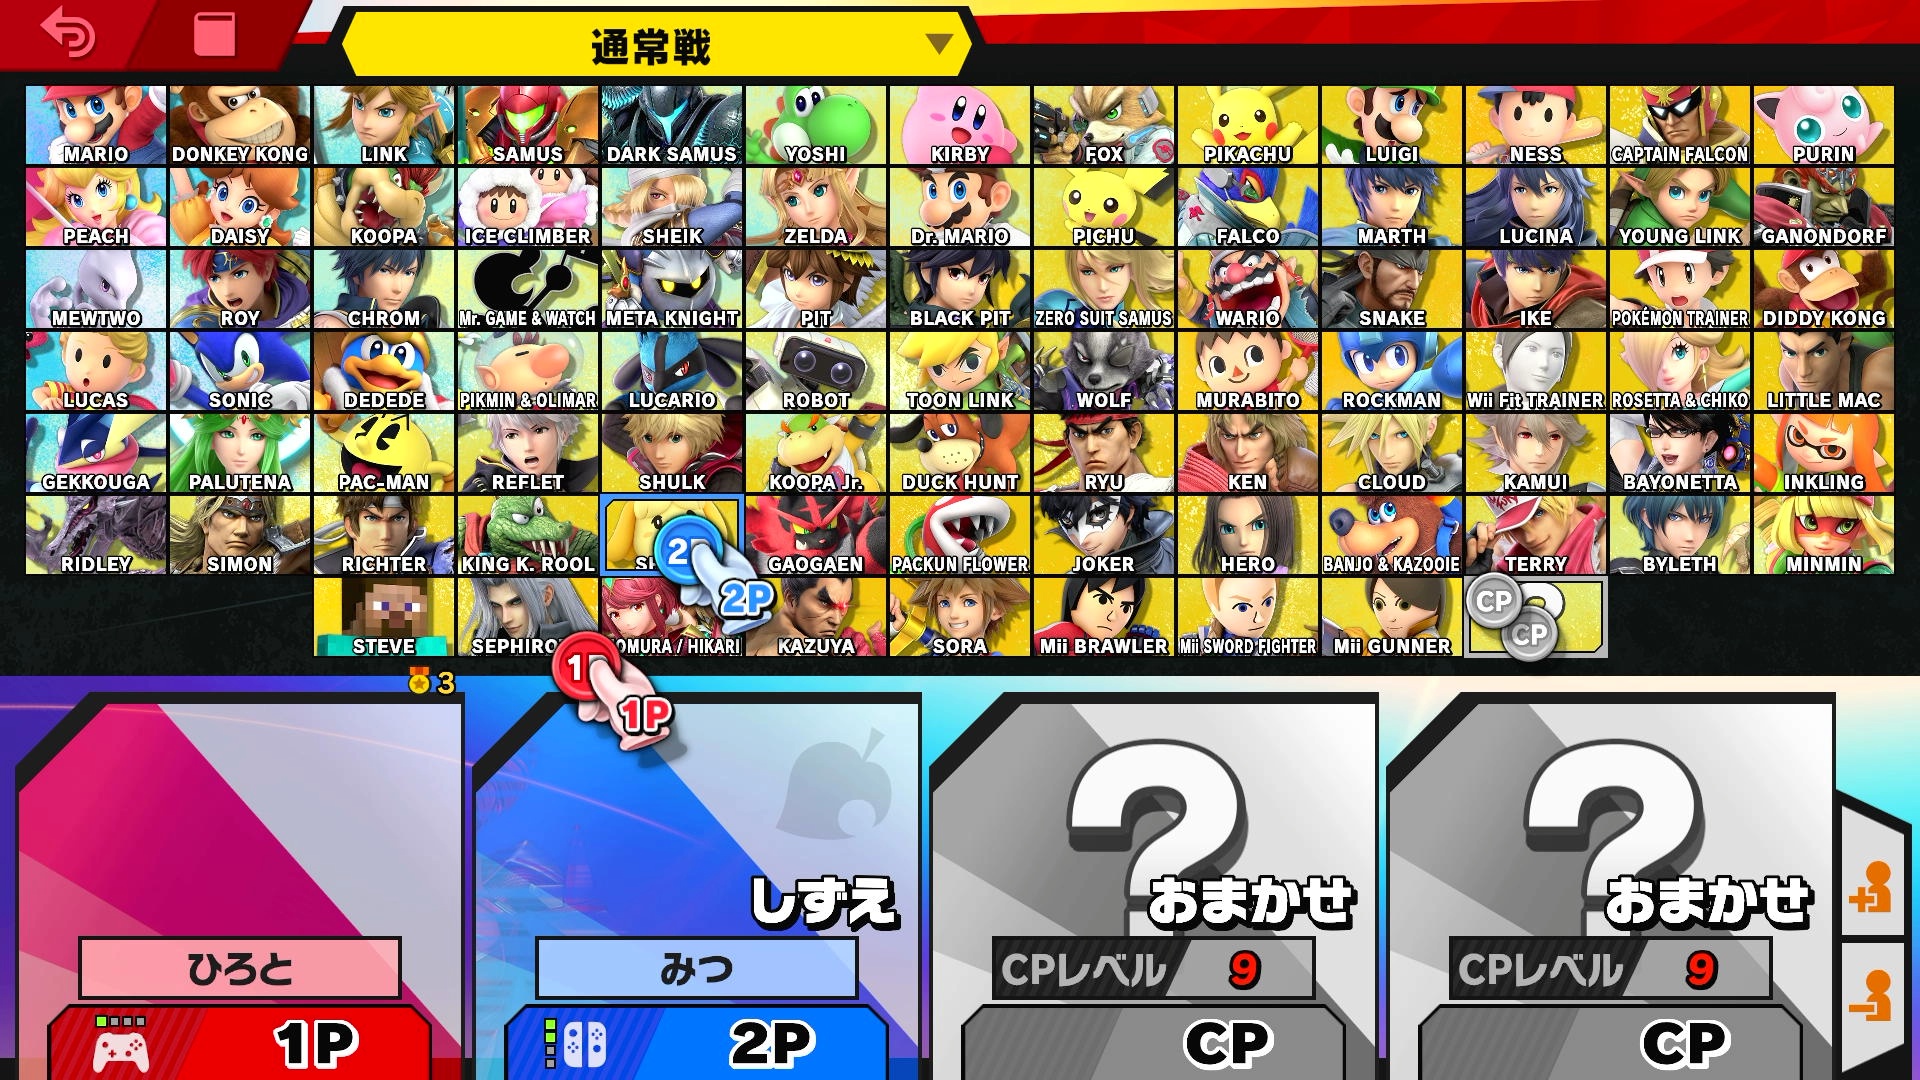 通常戦
MARIO
DONKEY KONG
LINK
SAMUS
DARK SAMUS
YOSHI
KIRBY
FOX
PIKACHU
LUIGI
NESS
CAPTAIN FALCON
PURIN
PEACH
DAISY
KOOPA
ICE CLIMBER
SHEIK
ZELDA
Dr. MARIO
PICHU
FALCO
MARTH
LUCINA
YOUNG LINK
GANONDORF
MEWTWO
ROY
CHROM
Mr. GAME & WATCH
META KNIGHT
PIT
BLACK PIT
ZERO SUIT SAMUS
WARIO
SNAKE
IKE
POKÉMON TRAINER
DIDDY KONG
LUCAS
SONIC
DEDEDE
PIKMIN & OLIMAR
LUCARIO
ROBOT
TOON LINK
WOLF
MURABITO
ROCKMAN
Wii Fit TRAINER
ROSETTA & CHIKO
LITTLE MAC
GEKKOUGA
PALUTENA
PAC-MAN
REFLET
SHULK
KOOPA Jr.
DUCK HUNT
RYU
KEN
CLOUD
KAMUI
BAYONETTA
INKLING
RIDLEY
SIMON
RICHTER
KING K. ROOL
2
2P
GAOGAEN
PACKUN FLOWER
JOKER
HERO
BANJO & KAZOOIE
TERRY
BYLETH
MINMIN
STEVE
SEPHIRO
OMURA / HIKARI
KAZUYA
SORA
Mii BRAWLER
Mii SWORD FIGHTER
Mii GUNNER
CP
CP
3
1
1P
しずえ
おまかせ
おまかせ
ひろと
みつ
CPレベル 9
CPレベル 9
1P
2P
CP
CP